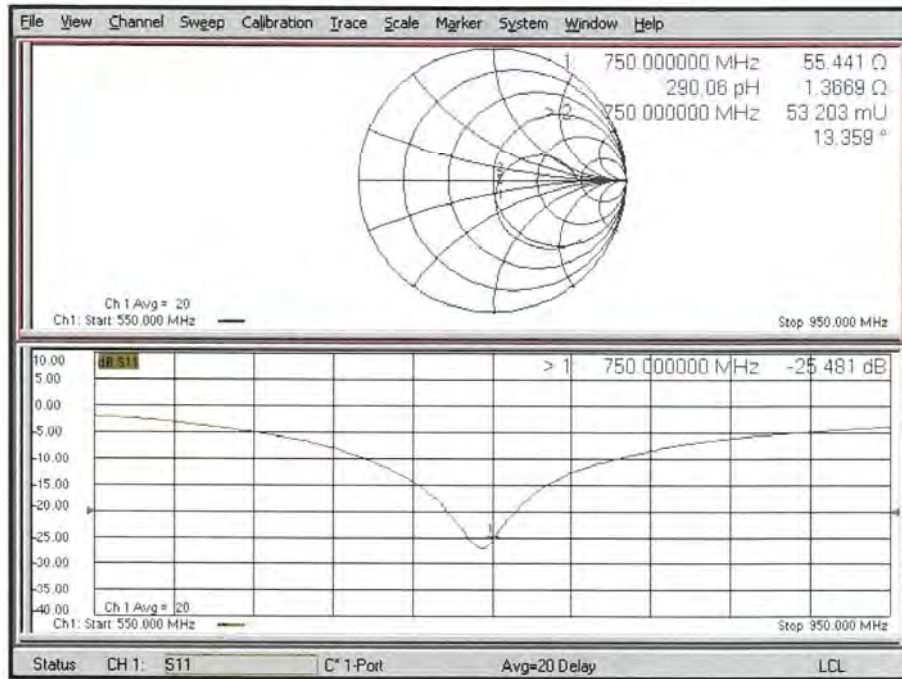 File View Channel Sweep Calibration Trace Scale Marker System Window Help
1 750.000000 MHz 55.441 Ω
290.06 pH 1.3669 Ω
> 2 750.000000 MHz 53.203 mU
13.359 °
Ch 1 Avg = 20
Ch1: Start 550.000 MHz Stop 950.000 MHz
10.00 dB S11 > 1 750.000000 MHz -25.481 dB
5.00
0.00
-5.00
-10.00
-15.00
-20.00
-25.00
1
-30.00
-35.00
-40.00 Ch 1 Avg = 20
Ch1: Start 550.000 MHz Stop 950.000 MHz
Status CH 1: S11 C* 1-Port Avg=20 Delay LCL